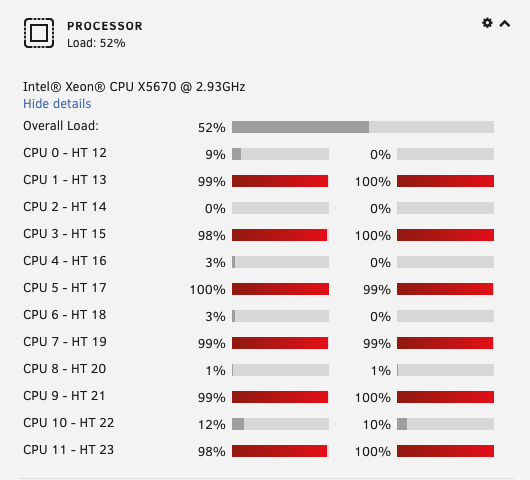 PROCESSOR
Load: 52%
Intel® Xeon® CPU X5670 @ 2.93GHz
Hide details
Overall Load: 52%
CPU 0 - HT 12 9% 0%
CPU 1 - HT 13 99% 100%
CPU 2 - HT 14 0% 0%
CPU 3 - HT 15 98% 100%
CPU 4 - HT 16 3% 0%
CPU 5 - HT 17 100% 99%
CPU 6 - HT 18 3% 0%
CPU 7 - HT 19 99% 99%
CPU 8 - HT 20 1% 1%
CPU 9 - HT 21 99% 100%
CPU 10 - HT 22 12% 10%
CPU 11 - HT 23 98% 100%